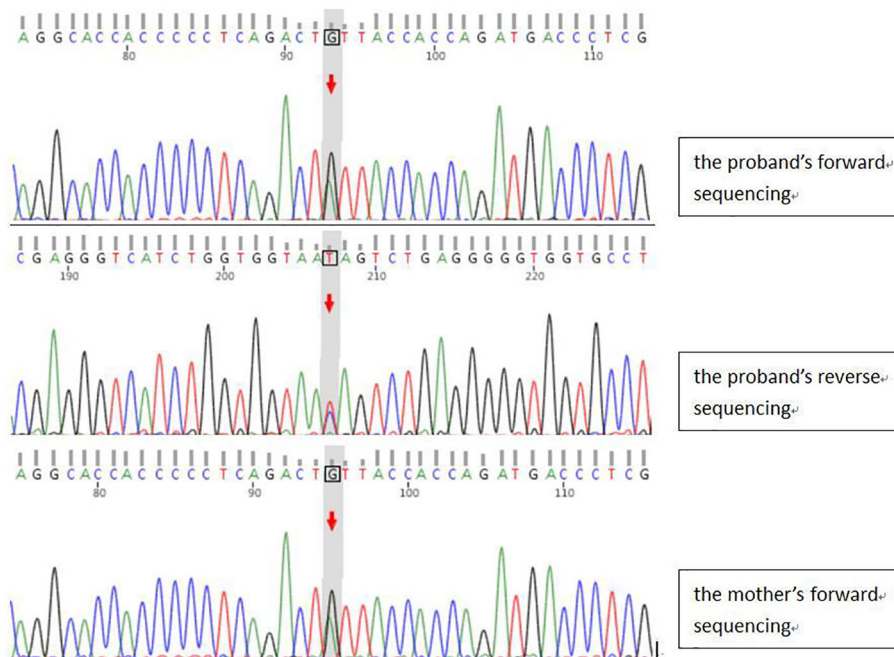 A G G C A C C A C C C C C T C A G A C T G T T A C C A C C A G A T G A C C C T C G
80 90 100 110
the proband's forward
sequencing
C G A G G G T C A T C T G G T G G T A A T A G T C T G A G G G G G T G G T G C C T
190 200 210 220
the proband's reverse
sequencing
A G G C A C C A C C C C C T C A G A C T G T T A C C A C C A G A T G A C C C T C G
80 90 100 110
the mother's forward
sequencing